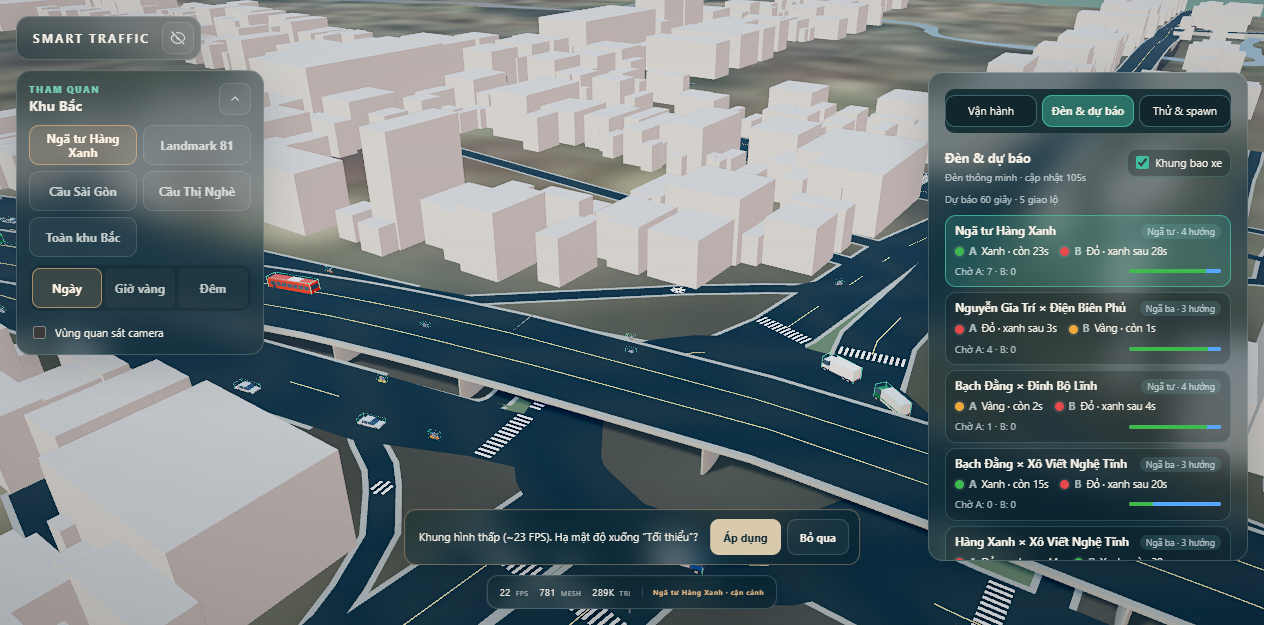 SMART TRAFFIC
THAM QUAN
Khu Bắc
Ngã tư Hàng
Xanh
Landmark 81
Cầu Sài Gòn
Cầu Thị Nghè
Toàn khu Bắc
Ngày
Giờ vàng
Đêm
Vùng quan sát camera
Vận hành
Đèn & dự báo
Thử & spawn
Đèn & dự báo
Khung bao xe
Đèn thông minh · cập nhật 105s
Dự báo 60 giây · 5 giao lộ
Ngã tư Hàng Xanh
Ngã tư · 4 hướng
A Xanh · còn 23s B Đỏ · xanh sau 28s
Chờ A: 7 · B: 0
Nguyễn Gia Trí × Điện Biên Phủ
Ngã ba · 3 hướng
A Đỏ · xanh sau 3s B Vàng · còn 1s
Chờ A: 4 · B: 0
Bạch Đằng × Đinh Bộ Lĩnh
Ngã tư · 4 hướng
A Vàng · còn 2s B Đỏ · xanh sau 4s
Chờ A: 1 · B: 0
Bạch Đằng × Xô Viết Nghệ Tĩnh
Ngã ba · 3 hướng
A Xanh · còn 15s B Đỏ · xanh sau 20s
Chờ A: 0 · B: 0
Hàng Xanh × Xô Viết Nghệ Tĩnh
Ngã ba · 3 hướng
Khung hình thấp (~23 FPS). Hạ mật độ xuống "Tối thiểu"?
Áp dụng
Bỏ qua
22 FPS 781 MESH 289K TRI Ngã tư Hàng Xanh · cận cảnh